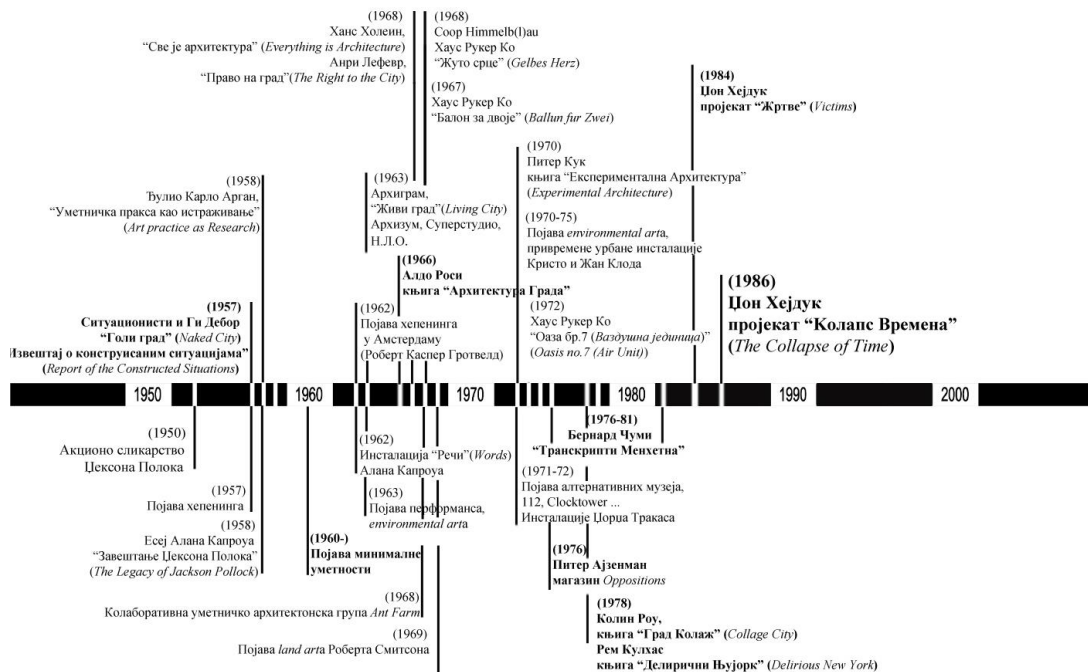 (1968)
Ханс Холеин,
“Све је архитектура” (Everything is Architecture)
Анри Лефевр,
“Право на град”(The Right to the City)
(1968)
Cоop Himmelb(l)au
Хаус Рукер Ко
“Жуто срце” (Gelbes Herz)
(1967)
Хаус Рукер Ко
“Балон за двоје” (Ballun fur Zwei)
(1984)
Џон Хејдук
пројекат “Жртве” (Victims)
(1958)
Ђулио Карло Арган,
“Уметничка пракса као истраживање”
(Art practice as Research)
(1963)
Архиграм,
“Живи град”(Living City)
Архизум, Суперстудио,
Н.Л.О.
(1970)
Питер Кук
књига “Експериментална Архитектура”
(Experimental Architecture)
(1970-75)
Појава environmental artа,
привремене урбане инсталације
Кристо и Жан Клода
(1966)
Алдо Роси
књига “Архитектура Града”
(1957)
Ситуационисти и Ги Дебор
“Голи град” (Naked City)
Извештај о конструисаним ситуацијама”
(Report of the Constructed Situations)
(1962)
Појава хепенинга
у Амстердаму
(Роберт Каспер Гротвелд)
(1972)
Хаус Рукер Ко
“Оаза бр.7 (Ваздушна јединица)”
(Oasis no.7 (Air Unit))
(1986)
Џон Хејдук
пројекат “Колапс Времена”
(The Collapse of Time)
1950 1960 1970 1980 1990 2000
(1950)
Акционо сликарство
Џексона Полока
(1957)
Појава хепенинга
(1958)
Есеј Алана Капроуа
“Завештање Џексона Полока”
(The Legacy of Jackson Pollock)
(1960-)
Појава минималне
уметности
(1962)
Инсталација “Речи” (Words)
Алана Капроуа
(1963)
Појава перформанса,
environmental artа
(1968)
Колаборативна уметничко архитектонска група Ant Farm
(1969)
Појава land artа Роберта Смитсона
(1976-81)
Бернард Чуми
“Транскрипти Менхетна”
(1971-72)
Појава алтернативних музеја,
112, Clocktower ...
Инсталације Џорџа Тракаса
(1976)
Питер Ајзенман
магазин Oppositions
(1978)
Колин Роу,
књига “Град Колаж” (Collage City)
Рем Кулхас
књига “Делирични Њујорк” (Delirious New York)